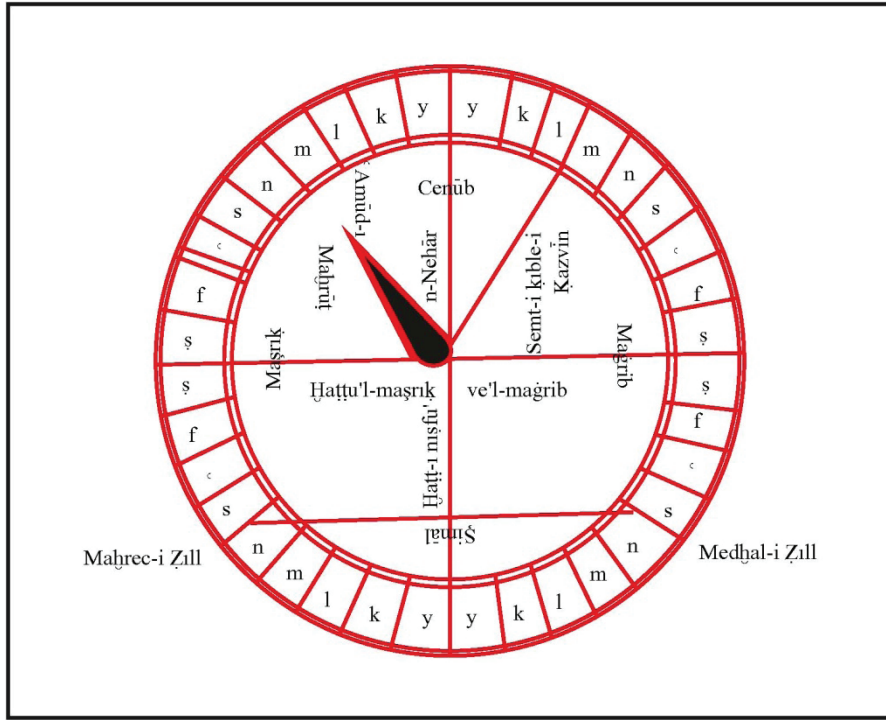 y
k
l
m
n
s
ʿ
f
ṣ
ṣ
f
ʿ
s
n
m
l
k
y
y
k
l
m
n
s
ʿ
f
ṣ
ṣ
f
ʿ
s
n
m
l
k
y
Cenūb
ʿAmūd-ı
Maḫrūṭ
n-Nehār
Semt-i ḳıble-i
Ḳazvīn
Maşrıḳ
Maġrib
Ḫaṭṭu'l-maşrıḳ
ve'l-maġrib
Ḫaṭṭ-ı nıṣfu'
Şimāl
Maḫrec-i Ẓıll
Medḫal-i Ẓıll